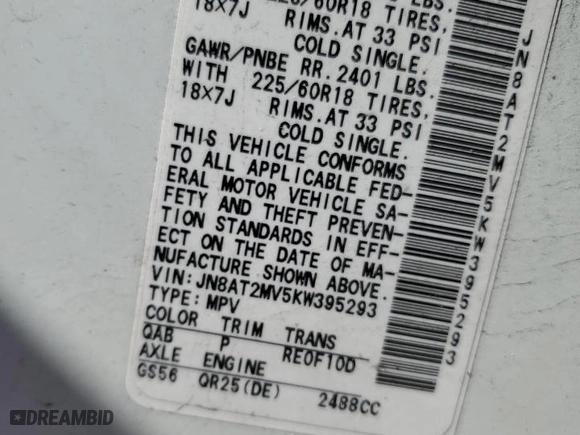 225/60R18 TIRES,
18X7J RIMS.AT 33 PSI
COLD SINGLE.
GAWR/PNBE RR.2401 LBS.
WITH 225/60R18 TIRES,
18X7J RIMS.AT 33 PSI
COLD SINGLE.
THIS VEHICLE CONFORMS
TO ALL APPLICABLE FED-
ERAL MOTOR VEHICLE SA-
FETY AND THEFT PREVEN-
TION STANDARDS IN EFF-
ECT ON THE DATE OF MA-
NUFACTURE SHOWN ABOVE.
VIN: JN8AT2MV5KW395293
TYPE: MPV
COLOR TRIM TRANS
QAB P RE0F10D
AXLE ENGINE
GS56 QR25(DE) 2488CC
JN8AT2MV5KW395293
DREAMBID